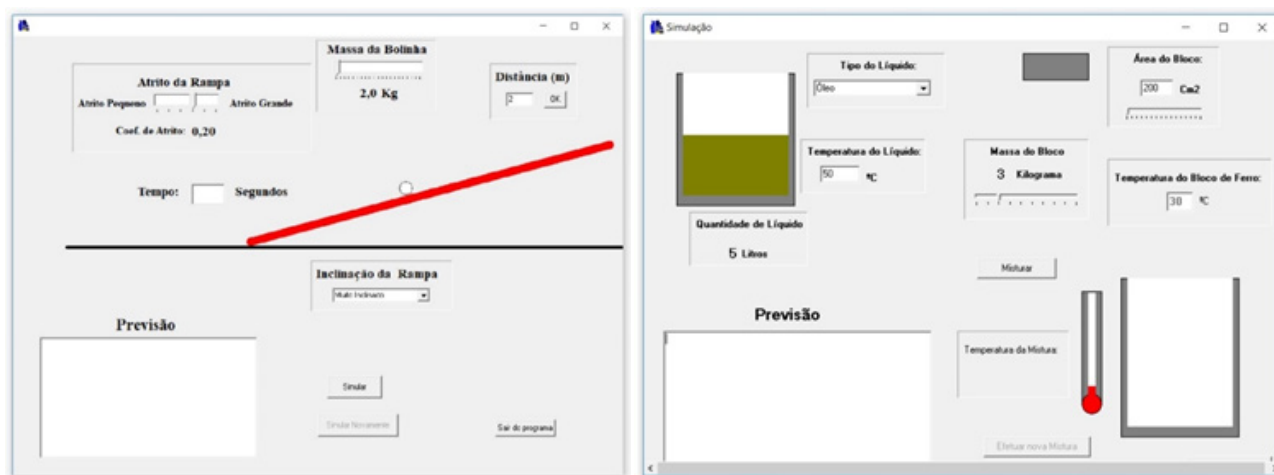 Massa da Bolinha
2,0 Kg
Atrito da Rampa
Atrito Pequeno Atrito Grande
Coef. de Atrito: 0,20
Distância (m)
2 OK
Tempo: Segundos
Inclinação da Rampa
Muito Inclinado
Previsão
Simular
Simular Novamente
Sair do programa
Simulação
Tipo do Líquido:
Óleo
Área do Bloco:
200 Cm2
Temperatura do Líquido:
50 ºC
Massa do Bloco
3 Kilograma
Temperatura do Bloco de Ferro:
30 ºC
Quantidade de Líquido
5 Litros
Misturar
Previsão
Temperatura da Mistura:
Efetuar nova Mistura